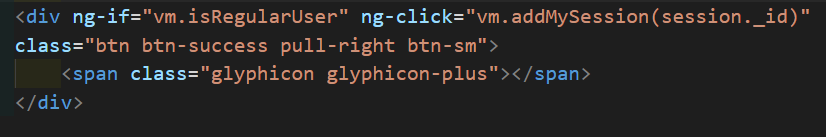 <div ng-if="vm.isRegularUser" ng-click="vm.addMySession(session._id)"
class="btn btn-success pull-right btn-sm">
<span class="glyphicon glyphicon-plus"></span>
</div>